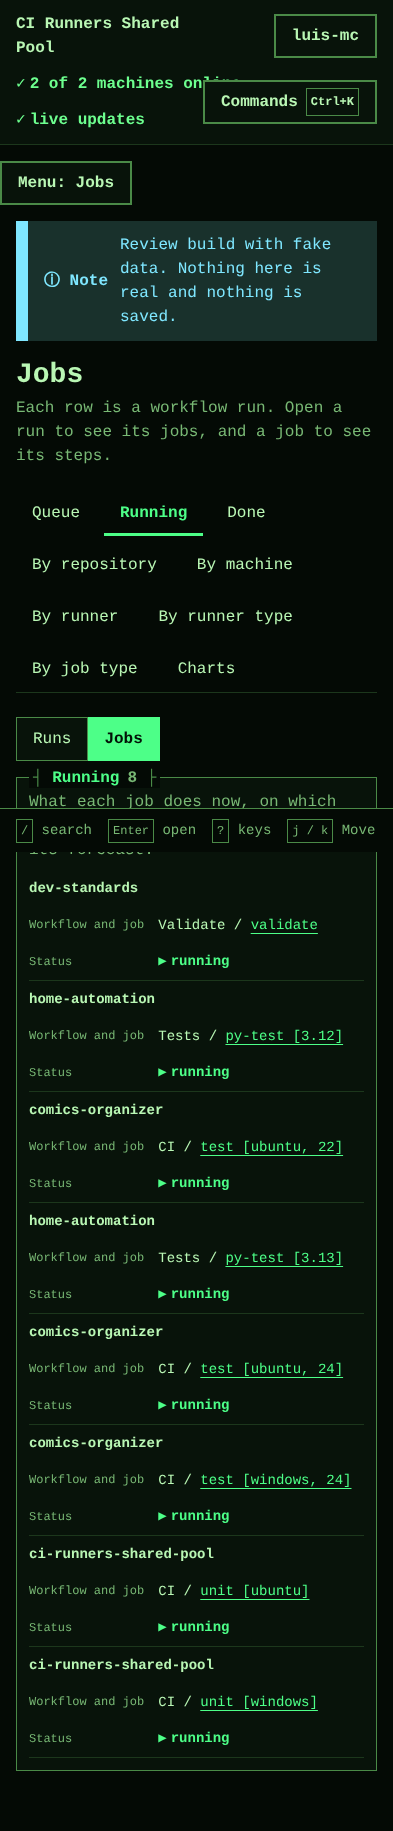 CI Runners Shared
Pool
luis-mc
✓ 2 of 2 machines online
Commands Ctrl+K
✓ live updates
Menu: Jobs
ⓘ Note
Review build with fake
data. Nothing here is
real and nothing is
saved.
Jobs
Each row is a workflow run. Open a
run to see its jobs, and a job to see
its steps.
Queue Running Done
By repository By machine
By runner By runner type
By job type Charts
Runs Jobs
Running 8
What each job does now, on which
/ search Enter open ? keys j / k Move
its forecast.
dev-standards
Workflow and job Validate / validate
Status ▶ running
home-automation
Workflow and job Tests / py-test [3.12]
Status ▶ running
comics-organizer
Workflow and job CI / test [ubuntu, 22]
Status ▶ running
home-automation
Workflow and job Tests / py-test [3.13]
Status ▶ running
comics-organizer
Workflow and job CI / test [ubuntu, 24]
Status ▶ running
comics-organizer
Workflow and job CI / test [windows, 24]
Status ▶ running
ci-runners-shared-pool
Workflow and job CI / unit [ubuntu]
Status ▶ running
ci-runners-shared-pool
Workflow and job CI / unit [windows]
Status ▶ running